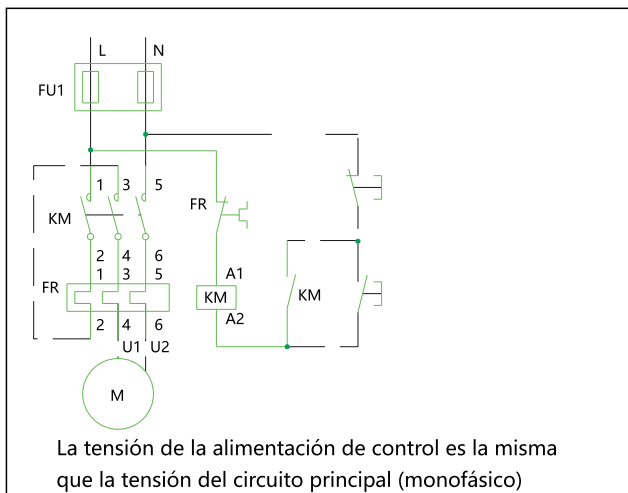 L N
FU1
1 3 5
KM
FR
2 4 6
1 3 5
FR
A1
KM
A2
KM
2 4 6
U1 U2
M
La tensión de la alimentación de control es la misma
que la tensión del circuito principal (monofásico)